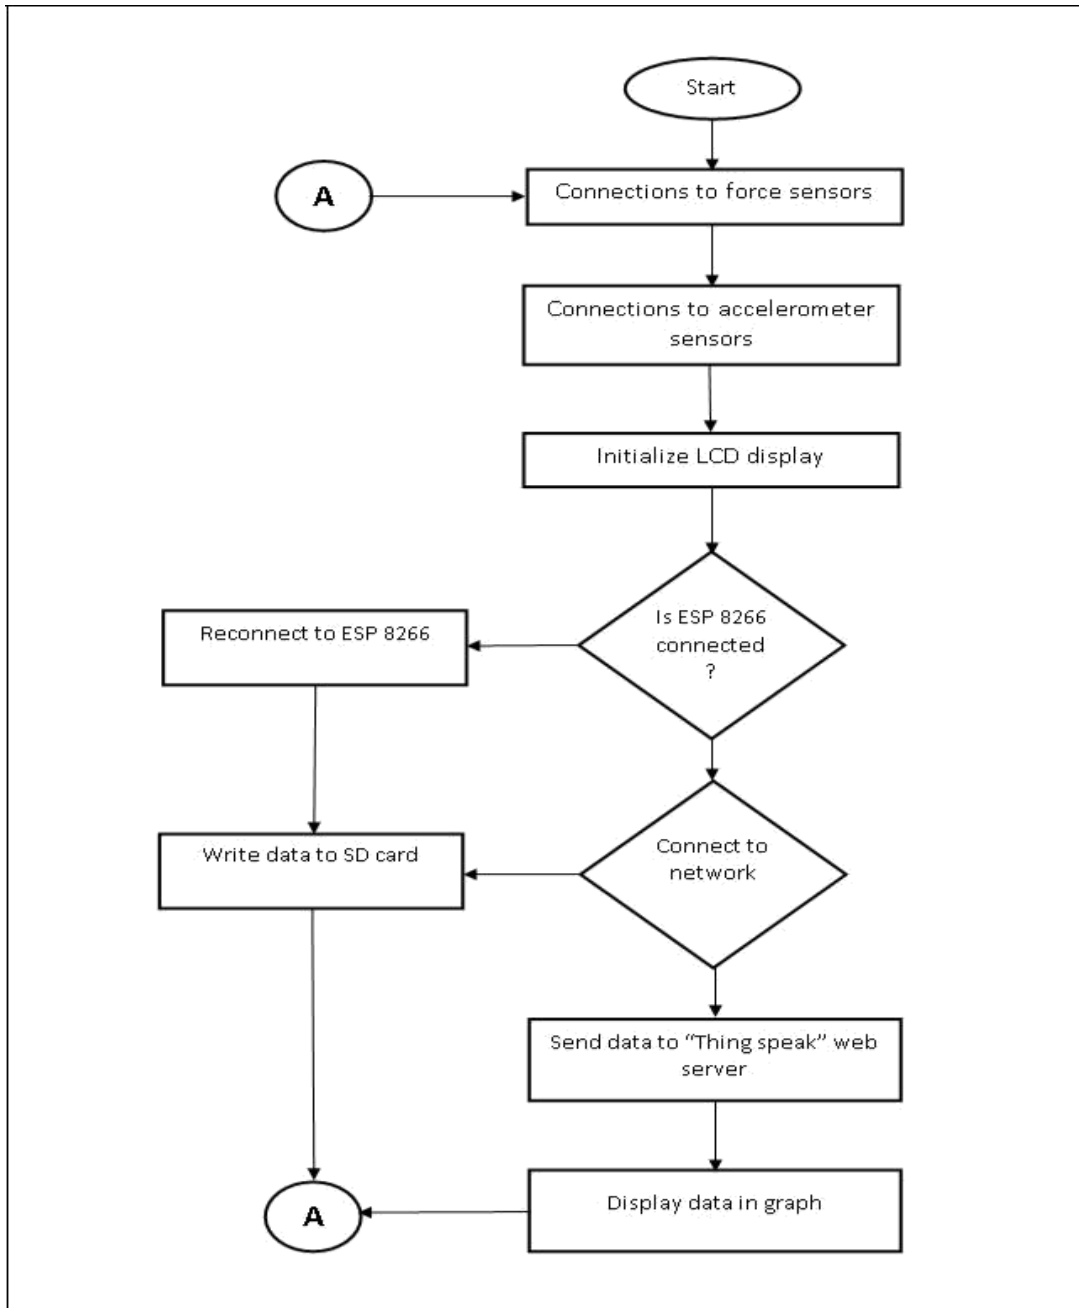 Start
A
Connections to force sensors
Connections to accelerometer
sensors
Initialize LCD display
Is ESP 8266
connected
?
Reconnect to ESP 8266
Connect to
network
Write data to SD card
Send data to “Thing speak” web
server
Display data in graph
A